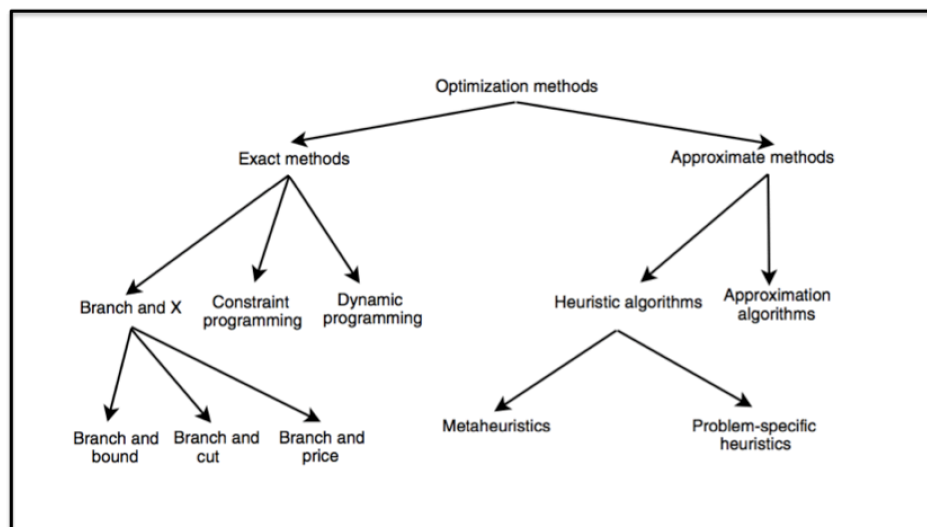 Optimization methods
Exact methods
Approximate methods
Branch and X
Constraint
programming
Dynamic
programming
Heuristic algorithms
Approximation
algorithms
Branch and
bound
Branch and
cut
Branch and
price
Metaheuristics
Problem-specific
heuristics